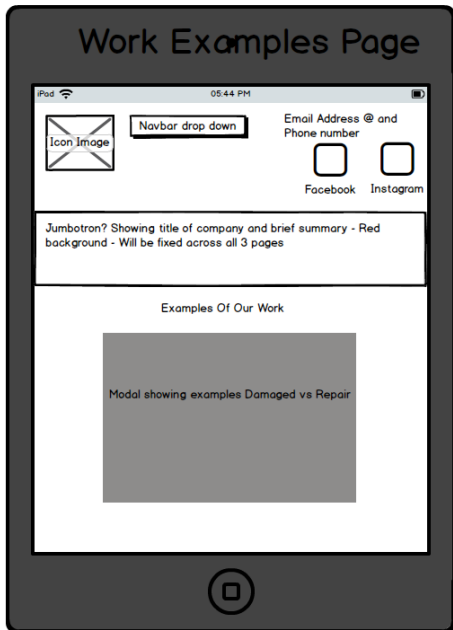 Work Examples Page
iPod
05:44 PM
Icon Image
Navbar drop down
Email Address @ and
Phone number
Facebook
Instagram
Jumbotron? Showing title of company and brief summary - Red
background - Will be fixed across all 3 pages
Examples Of Our Work
Modal showing examples Damaged vs Repair